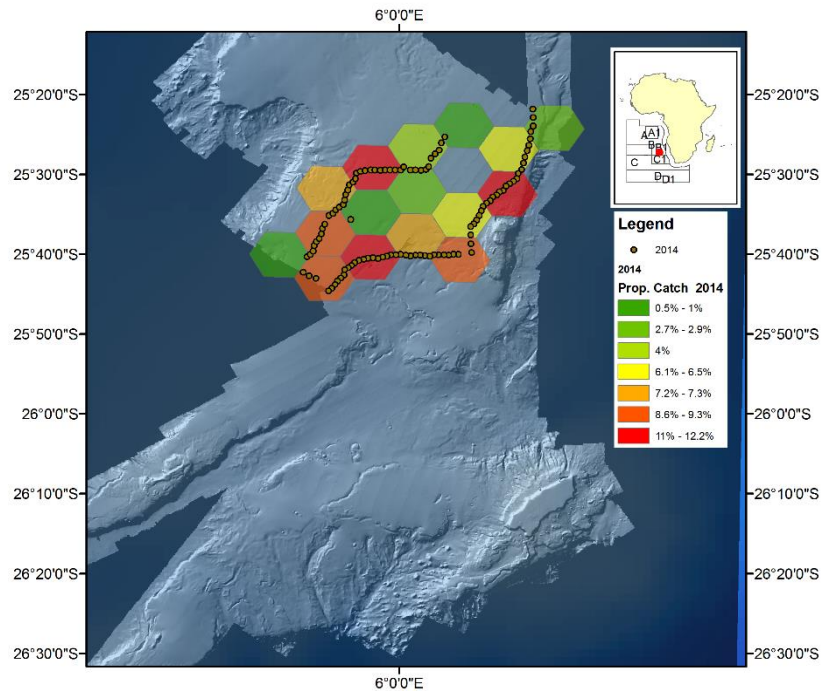 6°0'0"E
25°20'0"S
25°30'0"S
25°40'0"S
25°50'0"S
26°0'0"S
26°10'0"S
26°20'0"S
26°30'0"S
A
A1
C
C1
D
D1
Legend
2014
2014
Prop. Catch 2014
0.5% - 1%
2.7% - 2.9%
4%
6.1% - 6.5%
7.2% - 7.3%
8.6% - 9.3%
11% - 12.2%
25°20'0"S
25°30'0"S
25°40'0"S
25°50'0"S
26°0'0"S
26°10'0"S
26°20'0"S
26°30'0"S
6°0'0"E